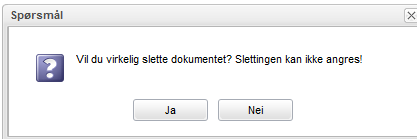 Spørsmål
Vil du virkelig slette dokumentet? Slettingen kan ikke angres!
Ja
Nei